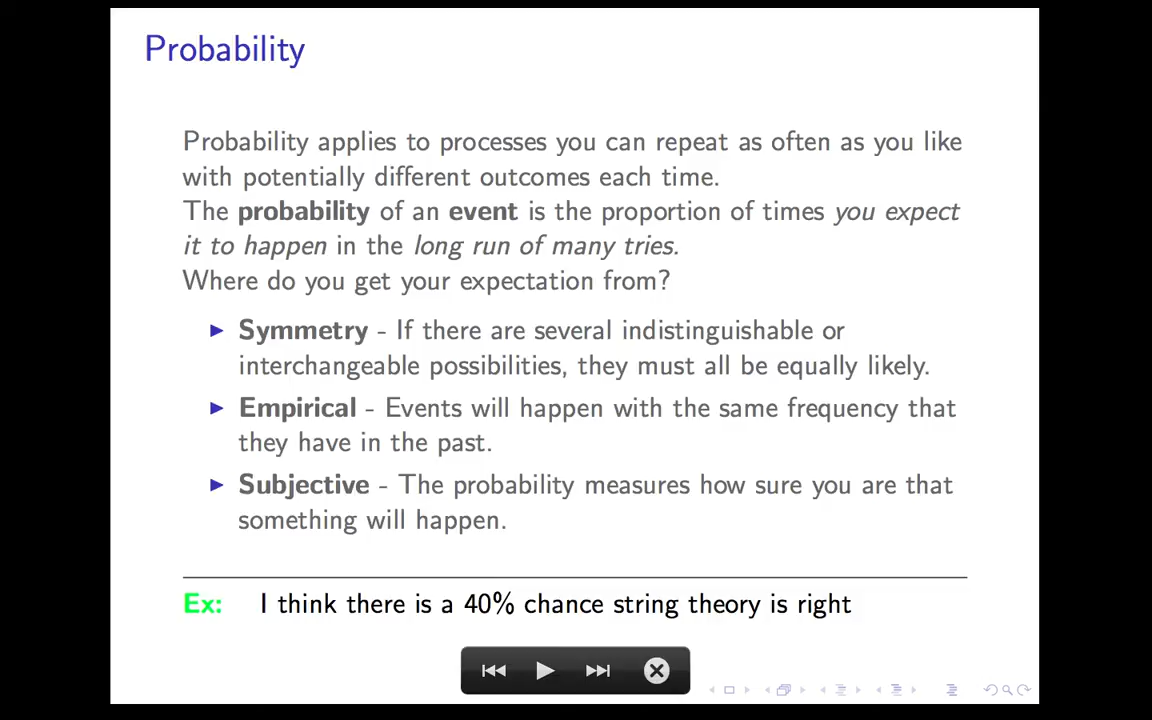 Probability
Probability applies to processes you can repeat as often as you like
with potentially different outcomes each time.
The probability of an event is the proportion of times you expect
it to happen in the long run of many tries.
Where do you get your expectation from?
Symmetry - If there are several indistinguishable or
interchangeable possibilities, they must all be equally likely.
Empirical - Events will happen with the same frequency that
they have in the past.
Subjective - The probability measures how sure you are that
something will happen.
Ex: I think there is a 40% chance string theory is right